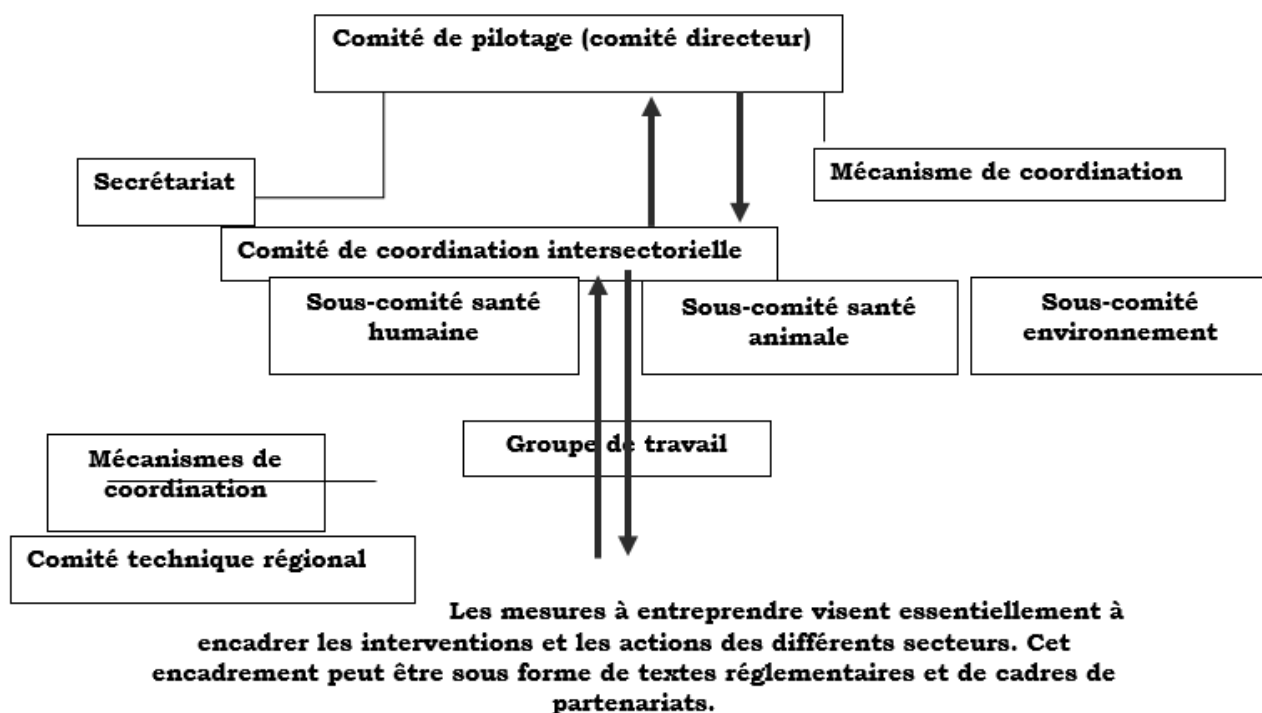 Comité de pilotage (comité directeur)
Secrétariat
Mécanisme de coordination
Comité de coordination intersectorielle
Sous-comité santé
humaine
Sous-comité santé
animale
Sous-comité
environnement
Groupe de travail
Mécanismes de
coordination
Comité technique régional
Les mesures à entreprendre visent essentiellement à
encadrer les interventions et les actions des différents secteurs. Cet
encadrement peut être sous forme de textes réglementaires et de cadres de
partenariats.